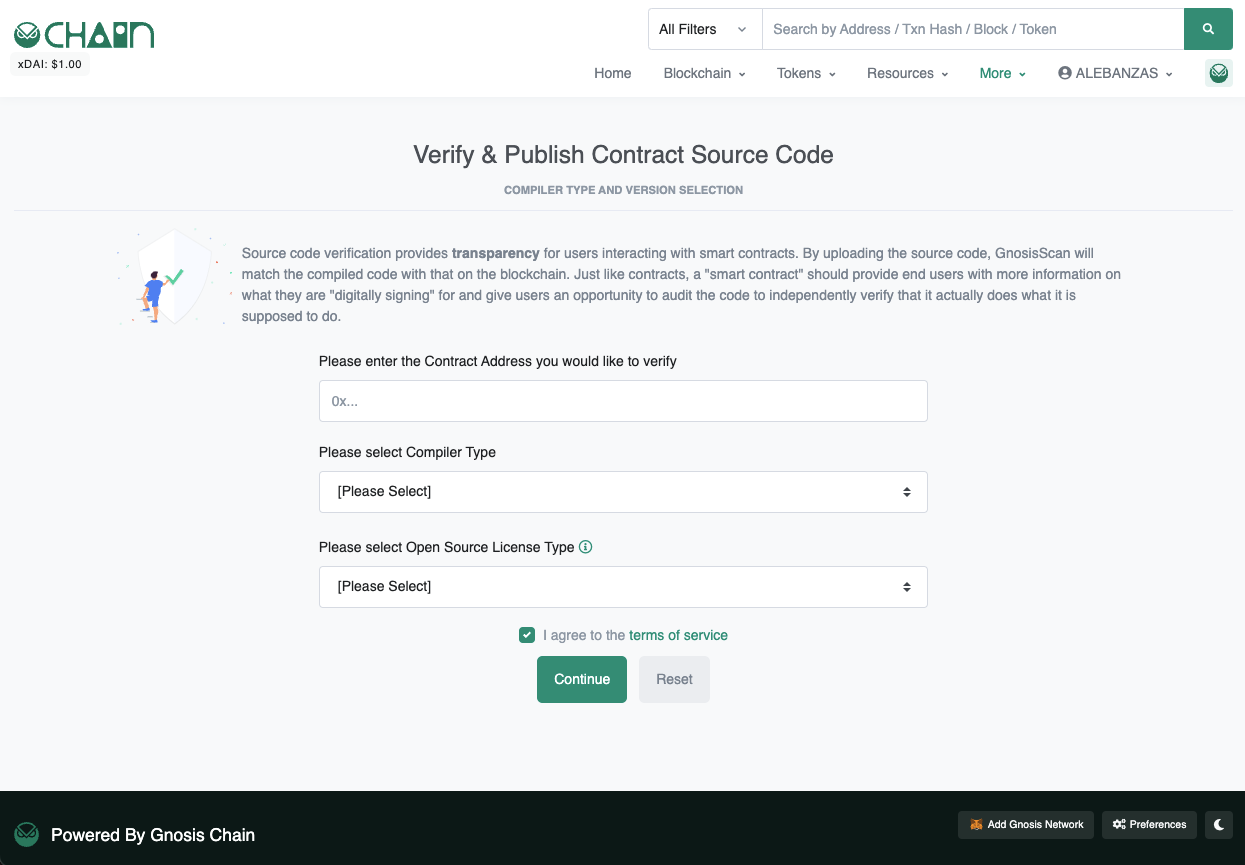 CHAIN
xDAI: $1.00
All Filters
Search by Address / Txn Hash / Block / Token
Home
Blockchain
Tokens
Resources
More
ALEBANZAS
Verify & Publish Contract Source Code
COMPILER TYPE AND VERSION SELECTION
Source code verification provides transparency for users interacting with smart contracts. By uploading the source code, GnosisScan will
match the compiled code with that on the blockchain. Just like contracts, a "smart contract" should provide end users with more information on
what they are "digitally signing" for and give users an opportunity to audit the code to independently verify that it actually does what it is
supposed to do.
Please enter the Contract Address you would like to verify
0x...
Please select Compiler Type
[Please Select]
Please select Open Source License Type
[Please Select]
I agree to the terms of service
Continue
Reset
Powered By Gnosis Chain
Add Gnosis Network
Preferences